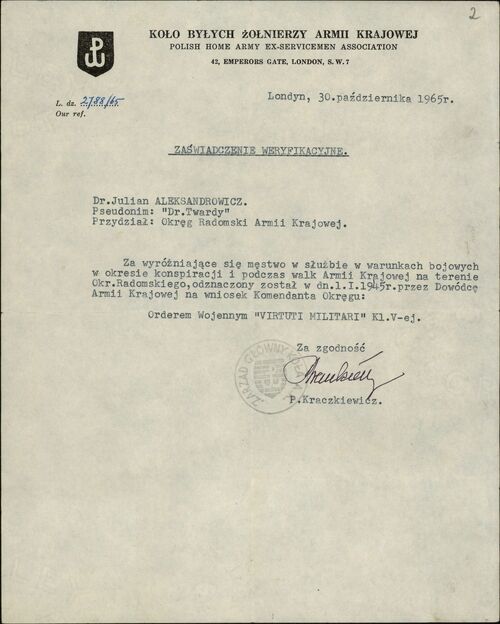 2
KOŁO BYŁYCH ŻOŁNIERZY ARMII KRAJOWEJ
POLISH HOME ARMY EX-SERVICEMEN ASSOCIATION
42, EMPERORS GATE, LONDON, S.W.7
L. dz. 2788/65
Our ref.
Londyn, 30.października 1965r.
ZAŚWIADCZENIE WERYFIKACYJNE.
Dr.Julian ALEKSANDROWICZ.
Pseudonim: "Dr.Twardy"
Przydział: Okręg Radomski Armii Krajowej.
Za wyróżniające się męstwo w służbie w warunkach bojowych
w okresie konspiracji i podczas walk Armii Krajowej na terenie
Okr.Radomskiego,odznaczony został w dn.1.I.1945r.przez Dowódcę
Armii Krajowej na wniosek Komendanta Okręgu:
Orderem Wojennym "VIRTUTI MILITARI" Kl.V-ej.
Za zgodność
ZARZĄD GŁÓWNY KOŁA
P.Kraczkiewicz.